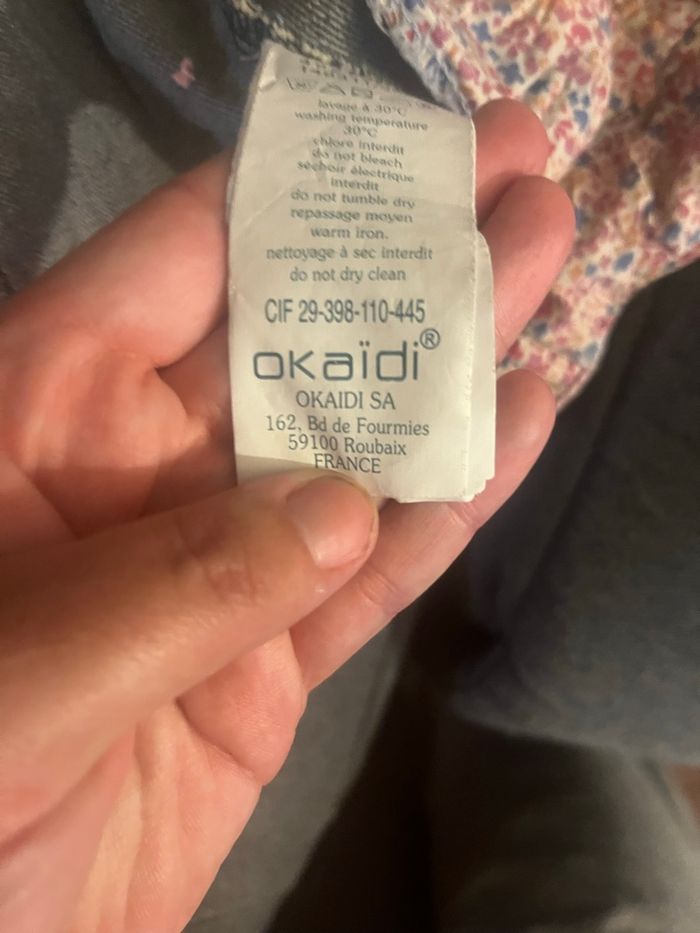 lavage à 30°C
washing temperature
30°C
chlore interdit
do not bleach
séchoir électrique
interdit
do not tumble dry
repassage moyen
warm iron.
nettoyage à sec interdit
do not dry clean
CIF 29-398-110-445
okaïdi®
OKAIDI SA
162, Bd de Fourmies
59100 Roubaix
FRANCE